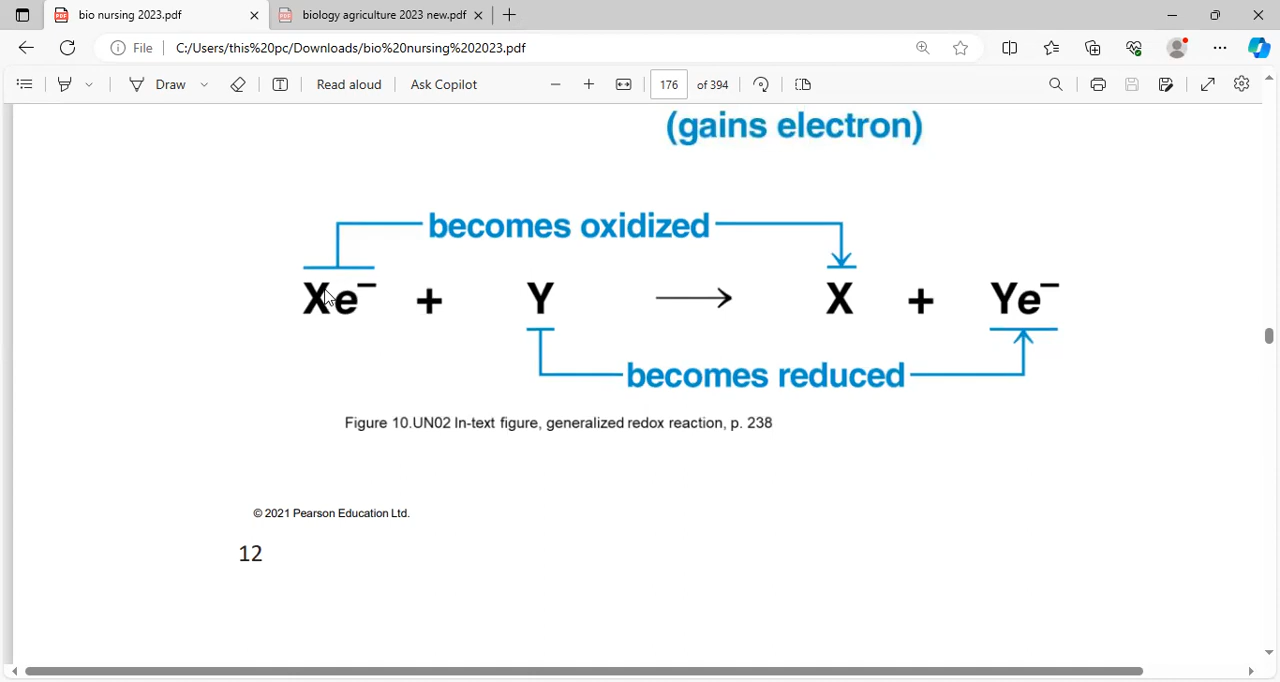 bio nursing 2023.pdf
biology agriculture 2023 new.pdf
File C:/Users/this%20pc/Downloads/bio%20nursing%202023.pdf
Draw Read aloud Ask Copilot 176 of 394
(gains electron)
becomes oxidized
Xe⁻ + Y → X + Ye⁻
becomes reduced
Figure 10.UN02 In-text figure, generalized redox reaction, p. 238
© 2021 Pearson Education Ltd.
12